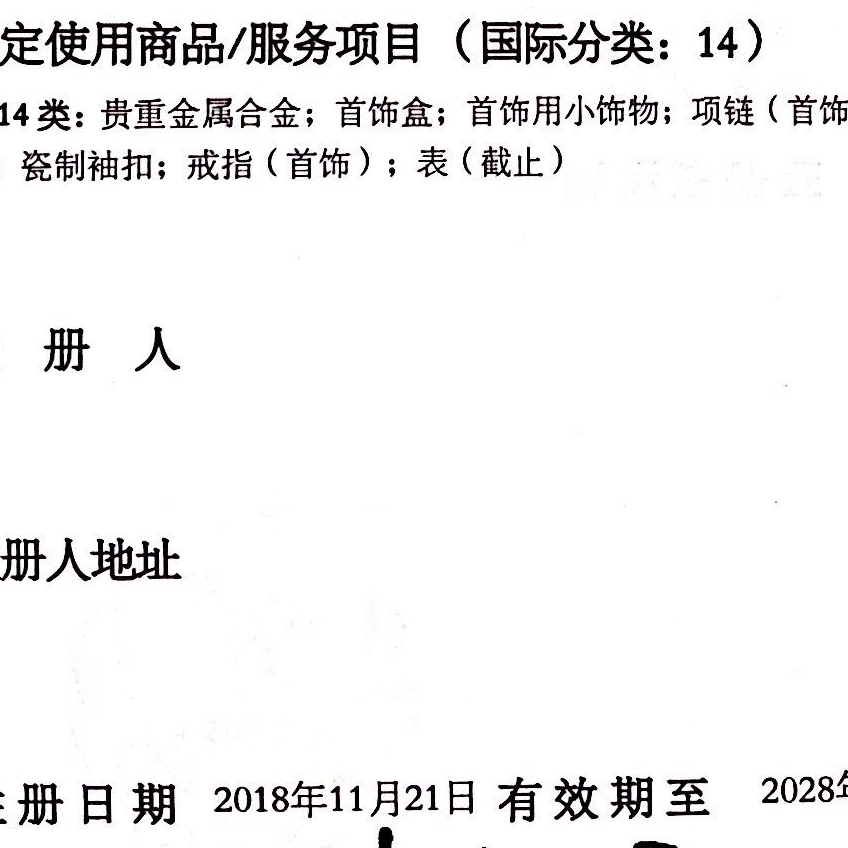 定使用商品/服务项目（国际分类：14）
14类：贵重金属合金；首饰盒；首饰用小饰物；项链（首饰
瓷制袖扣；戒指（首饰）；表（截止）
册 人
册人地址
注册日期 2018年11月21日 有效期至 2028年